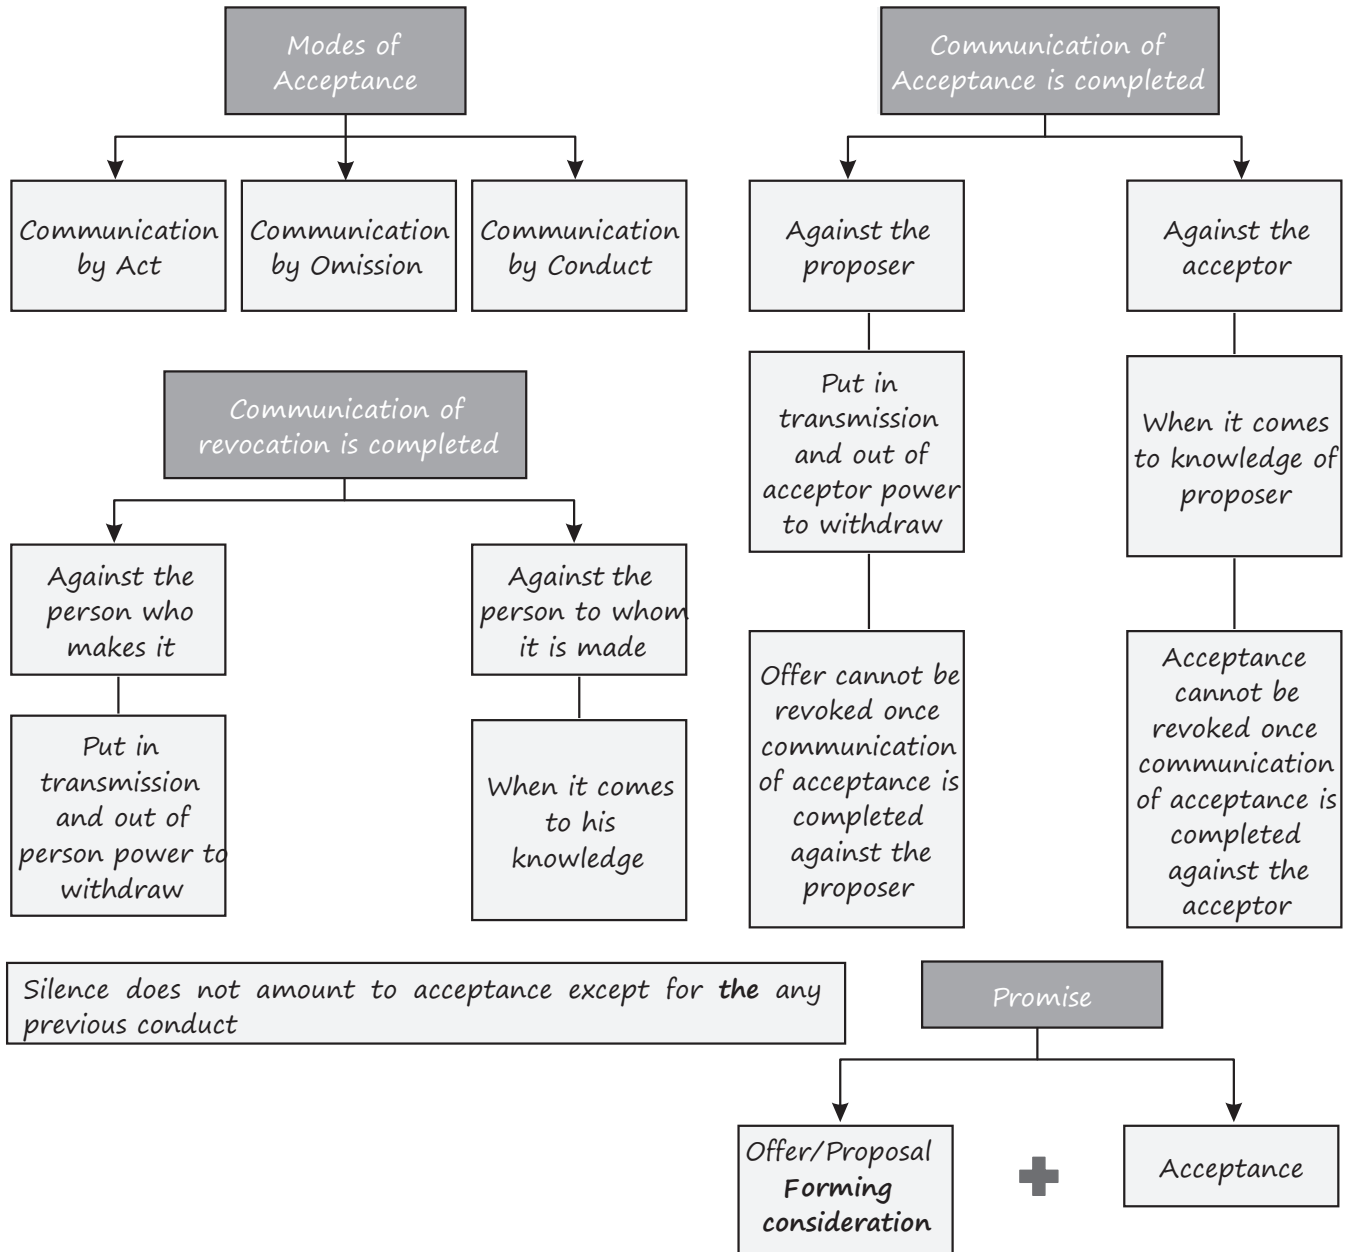 Modes of
Acceptance
Communication
by Act
Communication
by Omission
Communication
by Conduct
Communication of
Acceptance is completed
Against the
proposer
Against the
acceptor
Put in
transmission
and out of
acceptor power
to withdraw
When it comes
to knowledge of
proposer
Offer cannot be
revoked once
communication
of acceptance is
completed
against the
proposer
Acceptance
cannot be
revoked once
communication
of acceptance is
completed
against the
acceptor
Communication of
revocation is completed
Against the
person who
makes it
Against the
person to whom
it is made
Put in
transmission
and out of
person power to
withdraw
When it comes
to his
knowledge
Silence does not amount to acceptance except for the any
previous conduct
Promise
Offer/Proposal
Forming
consideration
Acceptance